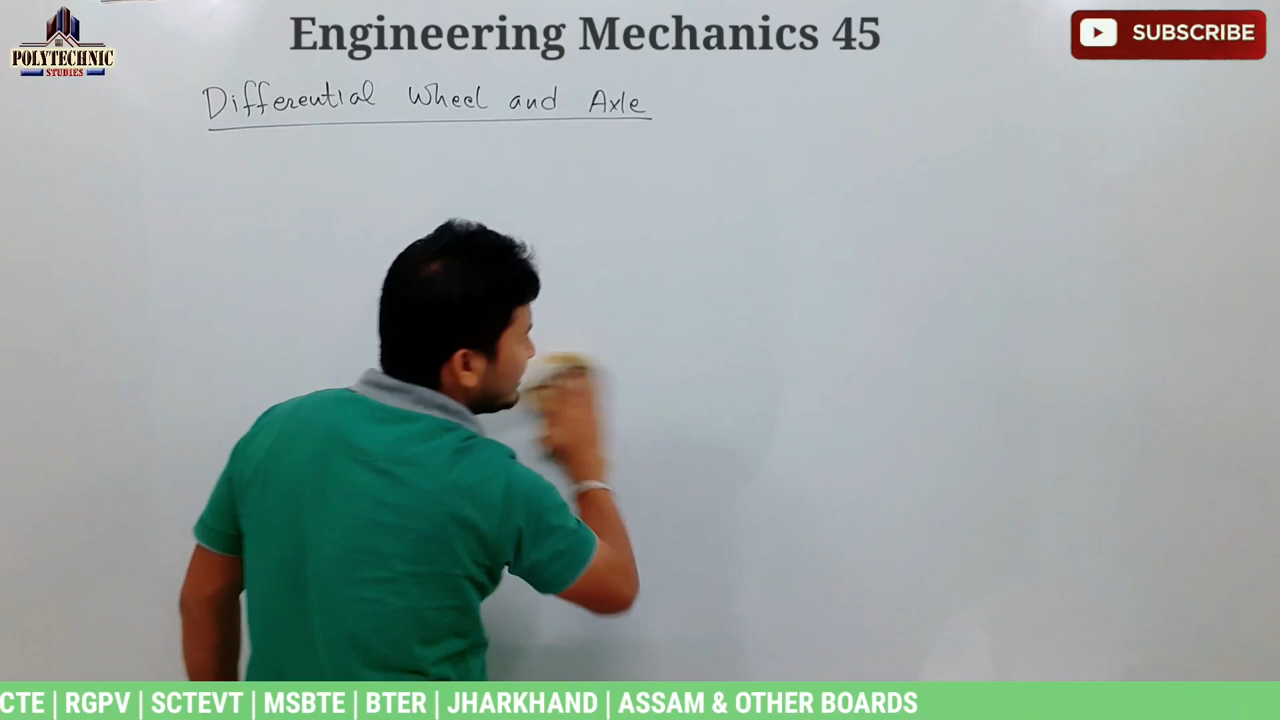 Engineering Mechanics 45
SUBSCRIBE
POLYTECHNIC
STUDIES
Differential Wheel and Axle
CTE | RGPV | SCTEVT | MSBTE | BTER | JHARKHAND | ASSAM & OTHER BOARDS